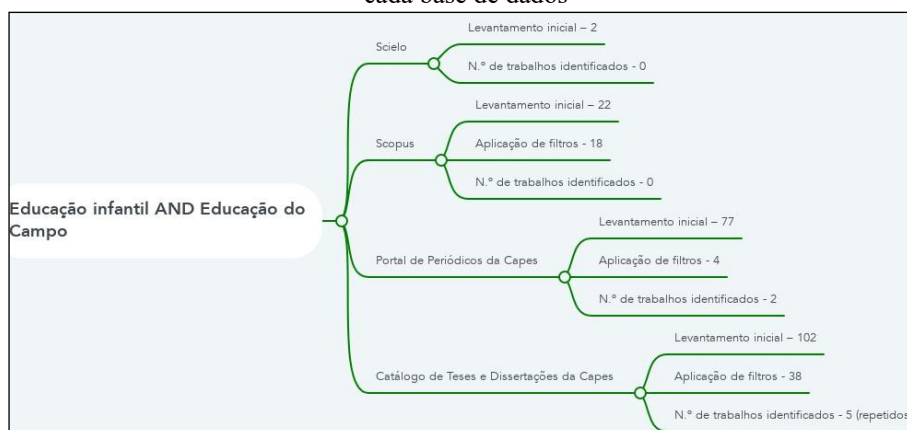 cada base de dados
Scielo
Levantamento inicial – 2
N.º de trabalhos identificados - 0
Scopus
Levantamento inicial – 22
Aplicação de filtros - 18
N.º de trabalhos identificados - 0
Educação infantil AND Educação do
Campo
Portal de Periódicos da Capes
Levantamento inicial – 77
Aplicação de filtros - 4
N.º de trabalhos identificados - 2
Catálogo de Teses e Dissertações da Capes
Levantamento inicial – 102
Aplicação de filtros - 38
N.º de trabalhos identificados - 5 (repetidos